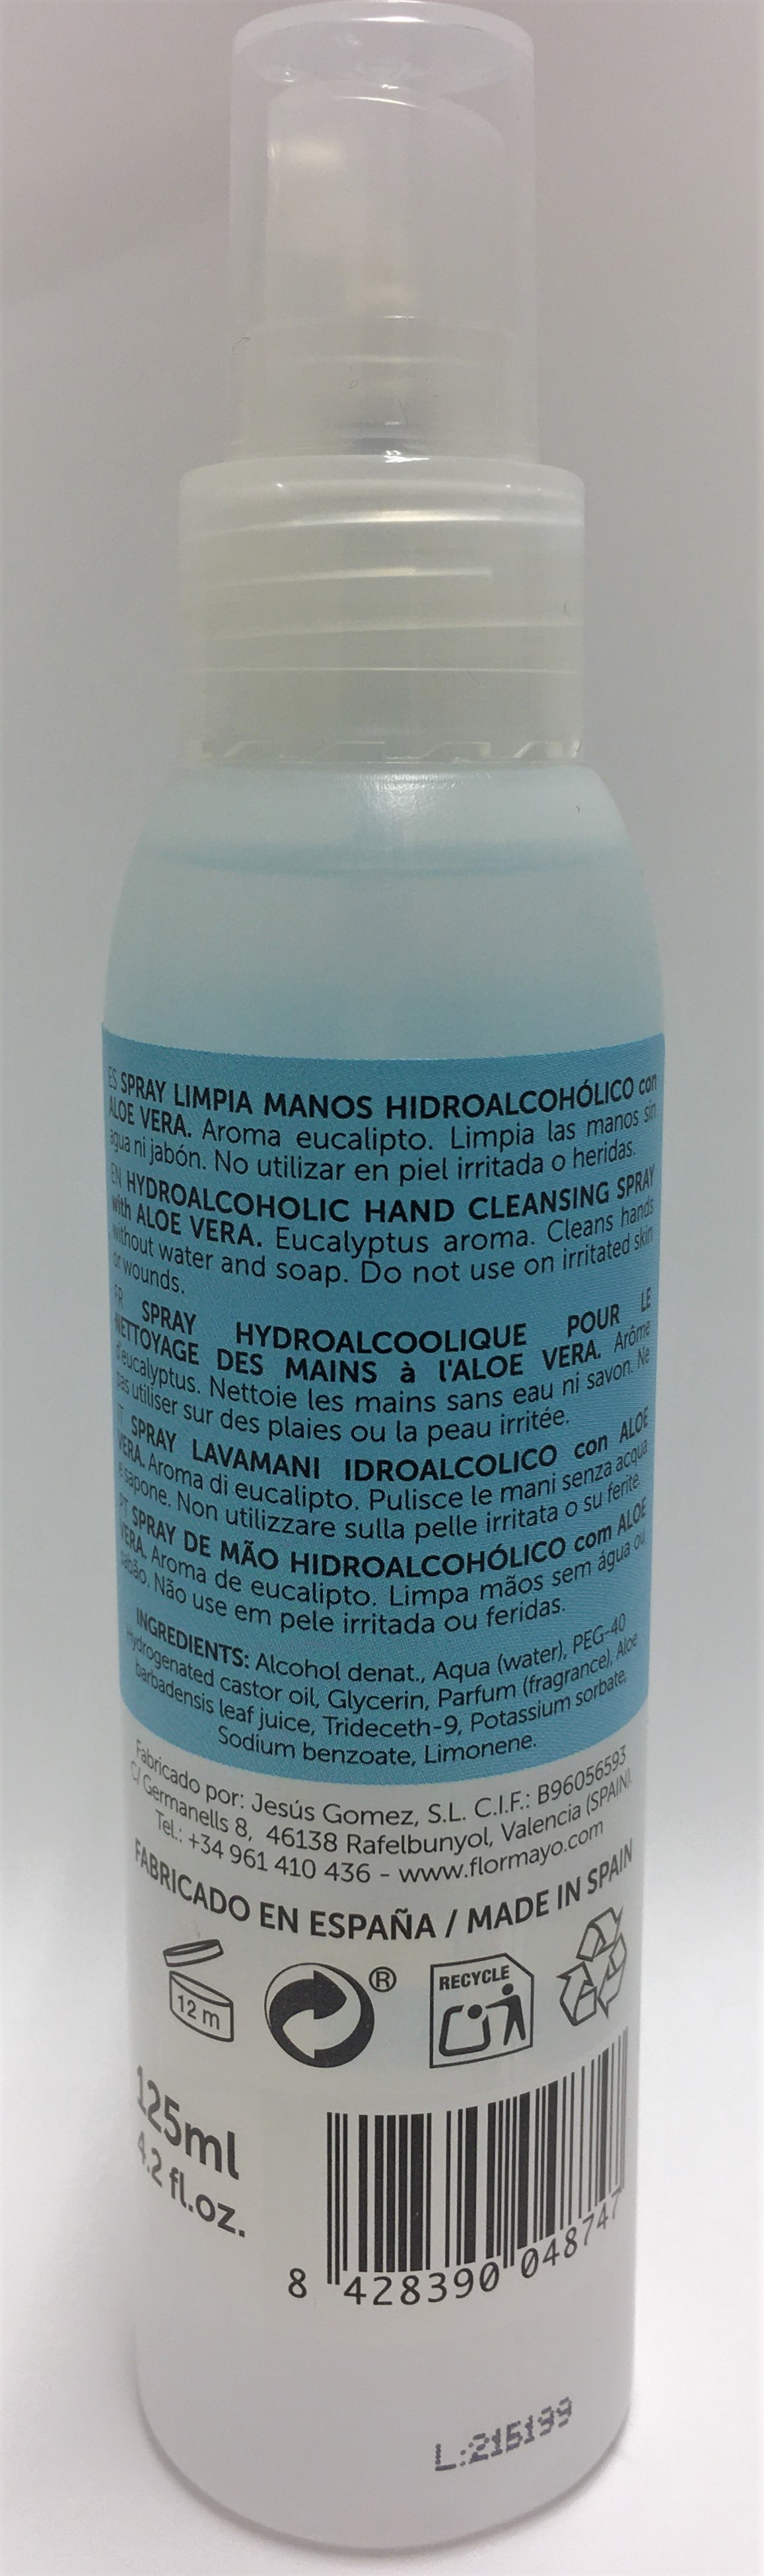 ES SPRAY LIMPIA MANOS HIDROALCOHÓLICO con
ALOE VERA. Aroma eucalipto. Limpia las manos sin
agua ni jabón. No utilizar en piel irritada o heridas.
EN HYDROALCOHOLIC HAND CLEANSING SPRAY
with ALOE VERA. Eucalyptus aroma. Cleans hands
without water and soap. Do not use on irritated skin
or wounds.
FR SPRAY HYDROALCOOLIQUE POUR LE
NETTOYAGE DES MAINS à l'ALOE VERA. Arôme
d'eucalyptus. Nettoie les mains sans eau ni savon. Ne
pas utiliser sur des plaies ou la peau irritée.
IT SPRAY LAVAMANI IDROALCOLICO con ALOE
VERA. Aroma di eucalipto. Pulisce le mani senza acqua
e sapone. Non utilizzare sulla pelle irritata o su ferite.
PT SPRAY DE MÃO HIDROALCOHÓLICO com ALOE
VERA. Aroma de eucalipto. Limpa mãos sem água ou
sabão. Não use em pele irritada ou feridas.
INGREDIENTS: Alcohol denat., Aqua (water), PEG-40
Hydrogenated castor oil, Glycerin, Parfum (fragrance), Aloe
barbadensis leaf juice, Trideceth-9, Potassium sorbate,
Sodium benzoate, Limonene.
Fabricado por: Jesús Gomez, S.L. C.I.F.: B96056593
C/ Germanells 8, 46138 Rafelbunyol, Valencia (SPAIN).
Tel.: +34 961 410 436 - www.flormayo.com
FABRICADO EN ESPAÑA / MADE IN SPAIN
12 m
®
RECYCLE
125ml
4.2 fl.oz.
8 428390 048747
L:215199